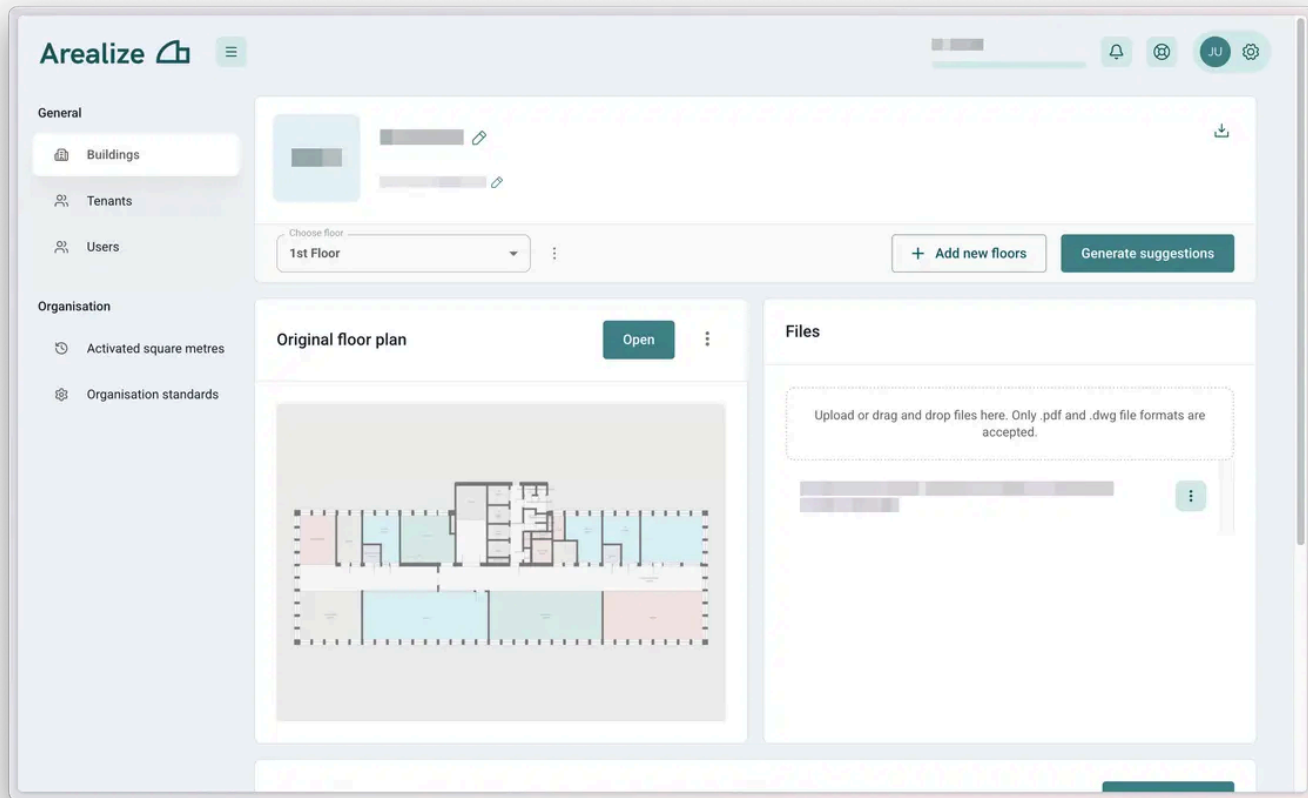 Arealize
JU
General
Buildings
Tenants
Users
Organisation
Activated square metres
Organisation standards
Choose floor
1st Floor
+ Add new floors
Generate suggestions
Original floor plan
Open
Files
Upload or drag and drop files here. Only .pdf and .dwg file formats are
accepted.